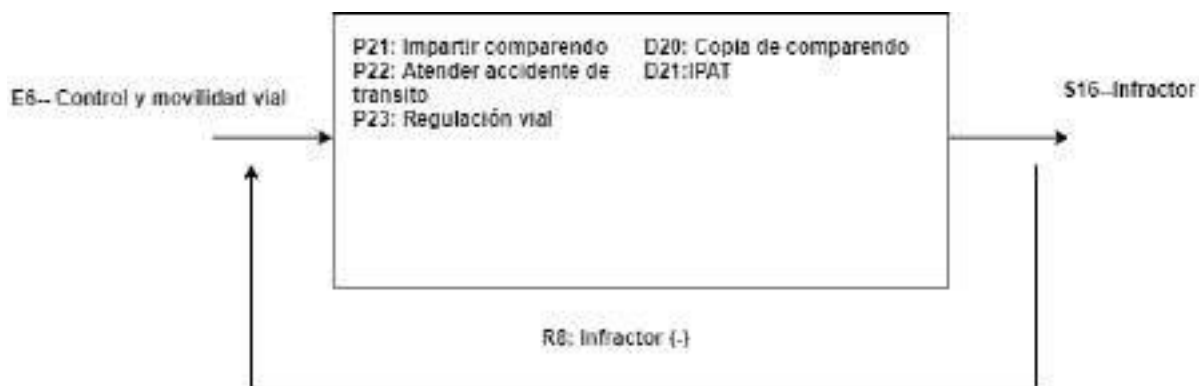 P21: Impartir comparendo
P22: Atender accidente de
transito
P23: Regulación vial
D20: Copia de comparendo
D21:IPAT
E6-- Control y movilidad vial
S16--Infractor
R8: Infractor (-)